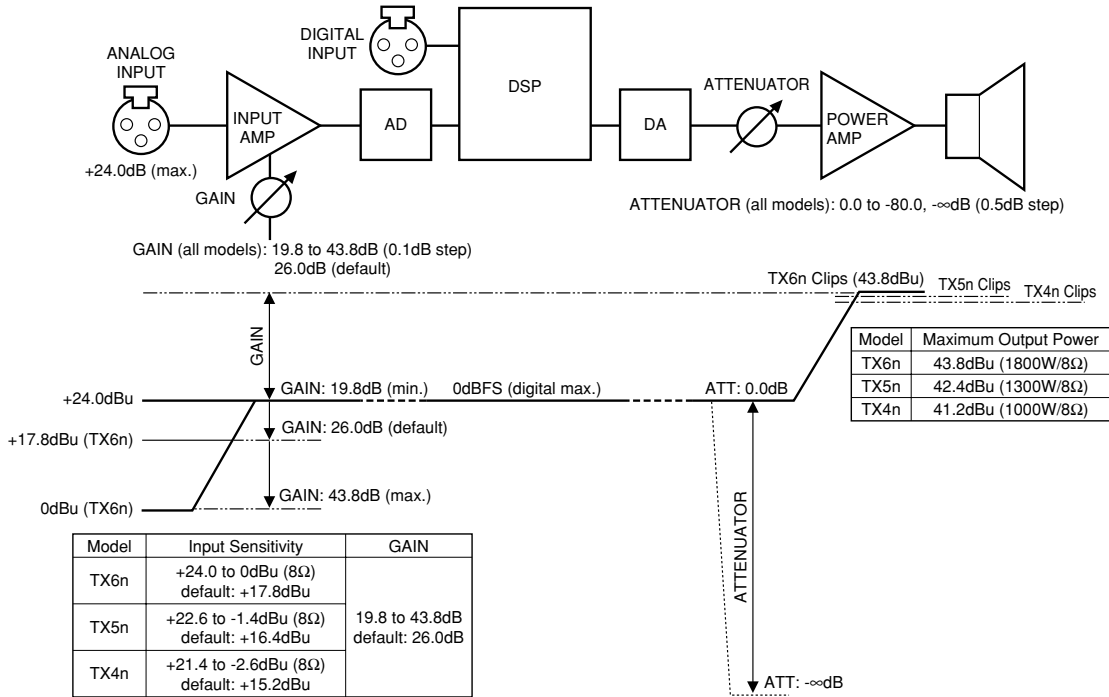 DIGITAL
INPUT
ANALOG
INPUT
DSP
ATTENUATOR
INPUT
AMP
AD
DA
POWER
AMP
+24.0dB (max.)
GAIN
ATTENUATOR (all models): 0.0 to -80.0, -∞dB (0.5dB step)
GAIN (all models): 19.8 to 43.8dB (0.1dB step)
26.0dB (default)
TX6n Clips (43.8dBu)
TX5n Clips
TX4n Clips
GAIN
Model Maximum Output Power
TX6n 43.8dBu (1800W/8Ω)
TX5n 42.4dBu (1300W/8Ω)
TX4n 41.2dBu (1000W/8Ω)
GAIN: 19.8dB (min.)
0dBFS (digital max.)
ATT: 0.0dB
+24.0dBu
GAIN: 26.0dB (default)
+17.8dBu (TX6n)
GAIN: 43.8dB (max.)
0dBu (TX6n)
ATTENUATOR
Model Input Sensitivity GAIN
TX6n +24.0 to 0dBu (8Ω)
default: +17.8dBu
TX5n +22.6 to -1.4dBu (8Ω)
default: +16.4dBu
19.8 to 43.8dB
default: 26.0dB
TX4n +21.4 to -2.6dBu (8Ω)
default: +15.2dBu
ATT: -∞dB